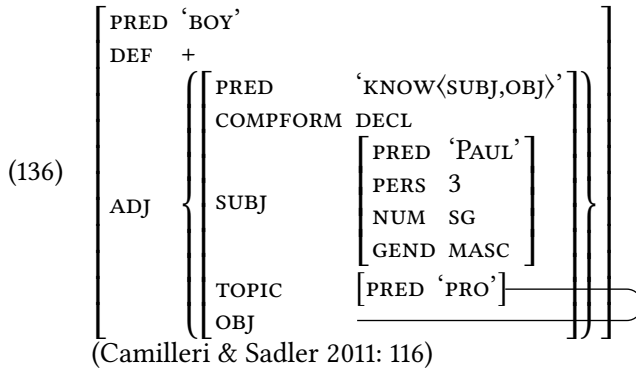 PRED ‘BOY’
DEF +
PRED ‘KNOW⟨SUBJ,OBJ⟩’
COMPFORM DECL
PRED ‘PAUL’
PERS 3
(136) ADJ SUBJ
NUM SG
GEND MASC
TOPIC [PRED ‘PRO’]
OBJ
(Camilleri & Sadler 2011: 116)